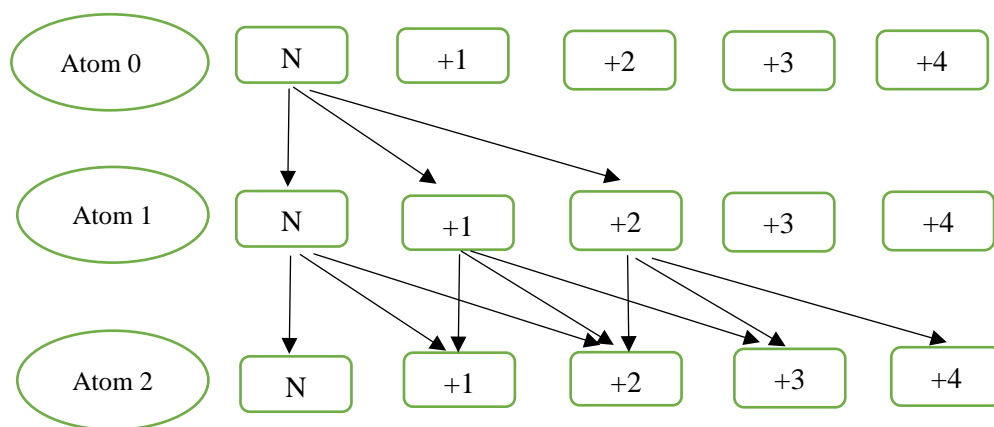 Atom 0 N +1 +2 +3 +4
Atom 1 N +1 +2 +3 +4
Atom 2 N +1 +2 +3 +4